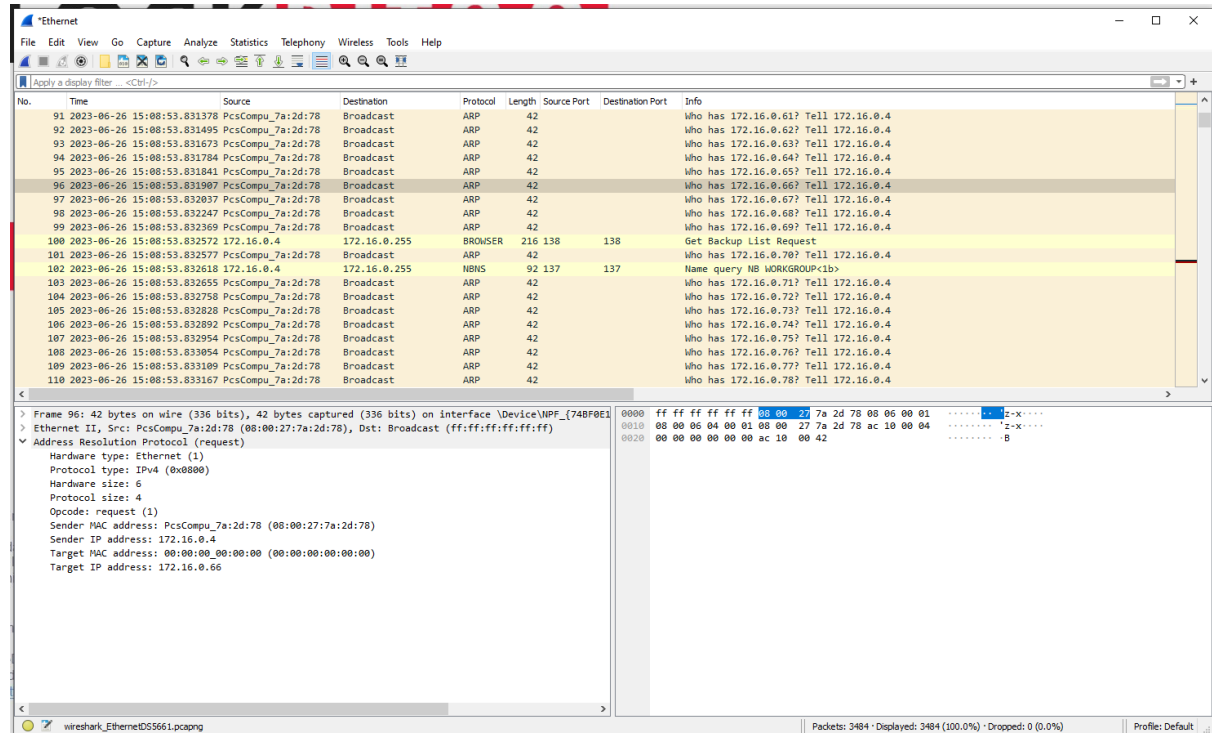 *Ethernet
File Edit View Go Capture Analyze Statistics Telephony Wireless Tools Help
Apply a display filter ... <Ctrl-/>
No. Time Source Destination Protocol Length Source Port Destination Port Info
91 2023-06-26 15:08:53.831378 PcsCompu_7a:2d:78 Broadcast ARP 42 Who has 172.16.0.61? Tell 172.16.0.4
92 2023-06-26 15:08:53.831495 PcsCompu_7a:2d:78 Broadcast ARP 42 Who has 172.16.0.62? Tell 172.16.0.4
93 2023-06-26 15:08:53.831673 PcsCompu_7a:2d:78 Broadcast ARP 42 Who has 172.16.0.63? Tell 172.16.0.4
94 2023-06-26 15:08:53.831784 PcsCompu_7a:2d:78 Broadcast ARP 42 Who has 172.16.0.64? Tell 172.16.0.4
95 2023-06-26 15:08:53.831841 PcsCompu_7a:2d:78 Broadcast ARP 42 Who has 172.16.0.65? Tell 172.16.0.4
96 2023-06-26 15:08:53.831907 PcsCompu_7a:2d:78 Broadcast ARP 42 Who has 172.16.0.66? Tell 172.16.0.4
97 2023-06-26 15:08:53.832037 PcsCompu_7a:2d:78 Broadcast ARP 42 Who has 172.16.0.67? Tell 172.16.0.4
98 2023-06-26 15:08:53.832247 PcsCompu_7a:2d:78 Broadcast ARP 42 Who has 172.16.0.68? Tell 172.16.0.4
99 2023-06-26 15:08:53.832369 PcsCompu_7a:2d:78 Broadcast ARP 42 Who has 172.16.0.69? Tell 172.16.0.4
100 2023-06-26 15:08:53.832572 172.16.0.4 172.16.0.255 BROWSER 216 138 138 Get Backup List Request
101 2023-06-26 15:08:53.832577 PcsCompu_7a:2d:78 Broadcast ARP 42 Who has 172.16.0.70? Tell 172.16.0.4
102 2023-06-26 15:08:53.832618 172.16.0.4 172.16.0.255 NBNS 92 137 137 Name query NB WORKGROUP<1b>
103 2023-06-26 15:08:53.832655 PcsCompu_7a:2d:78 Broadcast ARP 42 Who has 172.16.0.71? Tell 172.16.0.4
104 2023-06-26 15:08:53.832758 PcsCompu_7a:2d:78 Broadcast ARP 42 Who has 172.16.0.72? Tell 172.16.0.4
105 2023-06-26 15:08:53.832828 PcsCompu_7a:2d:78 Broadcast ARP 42 Who has 172.16.0.73? Tell 172.16.0.4
106 2023-06-26 15:08:53.832892 PcsCompu_7a:2d:78 Broadcast ARP 42 Who has 172.16.0.74? Tell 172.16.0.4
107 2023-06-26 15:08:53.832954 PcsCompu_7a:2d:78 Broadcast ARP 42 Who has 172.16.0.75? Tell 172.16.0.4
108 2023-06-26 15:08:53.833054 PcsCompu_7a:2d:78 Broadcast ARP 42 Who has 172.16.0.76? Tell 172.16.0.4
109 2023-06-26 15:08:53.833109 PcsCompu_7a:2d:78 Broadcast ARP 42 Who has 172.16.0.77? Tell 172.16.0.4
110 2023-06-26 15:08:53.833167 PcsCompu_7a:2d:78 Broadcast ARP 42 Who has 172.16.0.78? Tell 172.16.0.4
Frame 96: 42 bytes on wire (336 bits), 42 bytes captured (336 bits) on interface \Device\NPF_{74BF0E1
Ethernet II, Src: PcsCompu_7a:2d:78 (08:00:27:7a:2d:78), Dst: Broadcast (ff:ff:ff:ff:ff:ff)
Address Resolution Protocol (request)
Hardware type: Ethernet (1)
Protocol type: IPv4 (0x0800)
Hardware size: 6
Protocol size: 4
Opcode: request (1)
Sender MAC address: PcsCompu_7a:2d:78 (08:00:27:7a:2d:78)
Sender IP address: 172.16.0.4
Target MAC address: 00:00:00_00:00:00 (00:00:00:00:00:00)
Target IP address: 172.16.0.66
0000 ff ff ff ff ff ff 08 00 27 7a 2d 78 08 06 00 01 ········ 'z-x····
0010 08 00 06 04 00 01 08 00 27 7a 2d 78 ac 10 00 04 ········ 'z-x····
0020 00 00 00 00 00 00 ac 10 00 42 ········ ·B
wireshark_EthernetDS5661.pcapng Packets: 3484 · Displayed: 3484 (100.0%) · Dropped: 0 (0.0%) Profile: Default